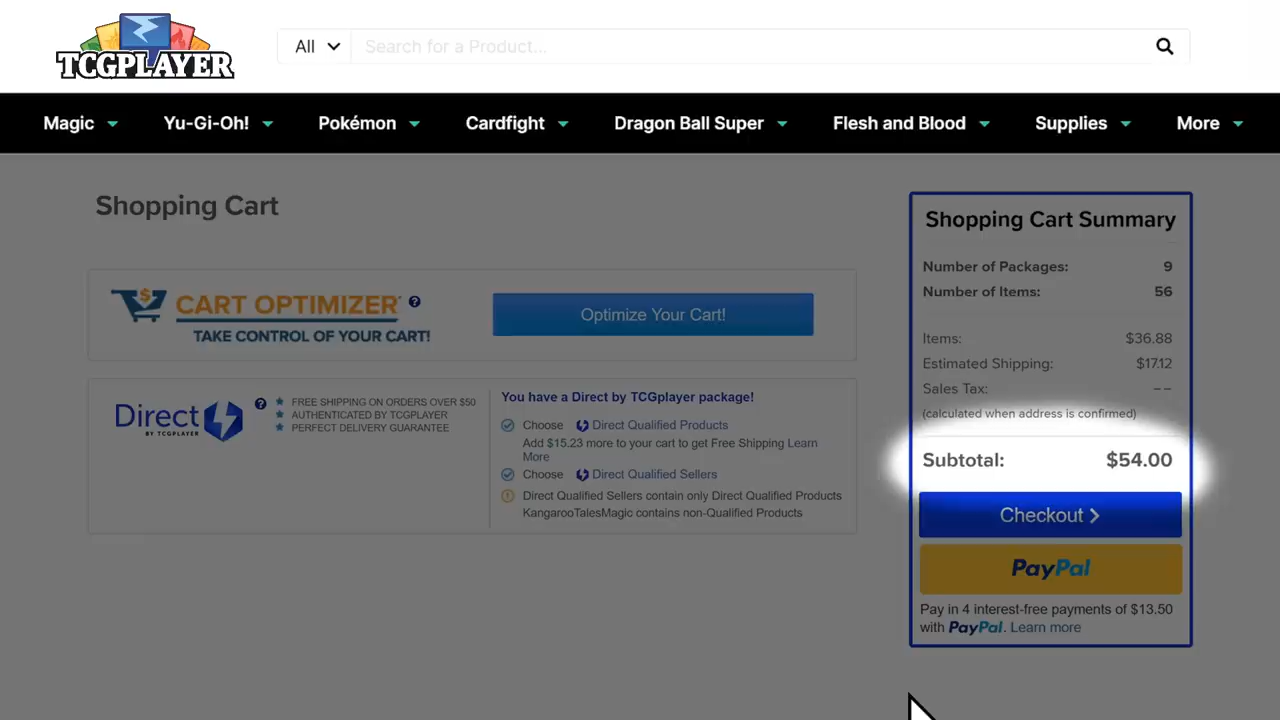 TCGPLAYER
All
Search for a Product...
Magic
Yu-Gi-Oh!
Pokémon
Cardfight
Dragon Ball Super
Flesh and Blood
Supplies
More
Shopping Cart
CART OPTIMIZER
TAKE CONTROL OF YOUR CART!
Optimize Your Cart!
Direct
BY TCGPLAYER
FREE SHIPPING ON ORDERS OVER $50
AUTHENTICATED BY TCGPLAYER
PERFECT DELIVERY GUARANTEE
You have a Direct by TCGplayer package!
Choose Direct Qualified Products
Add $15.23 more to your cart to get Free Shipping Learn
More
Choose Direct Qualified Sellers
Direct Qualified Sellers contain only Direct Qualified Products
KangarooTalesMagic contains non-Qualified Products
Shopping Cart Summary
Number of Packages: 9
Number of Items: 56
Items: $36.88
Estimated Shipping: $17.12
Sales Tax: --
(calculated when address is confirmed)
Subtotal: $54.00
Checkout
PayPal
Pay in 4 interest-free payments of $13.50
with PayPal. Learn more